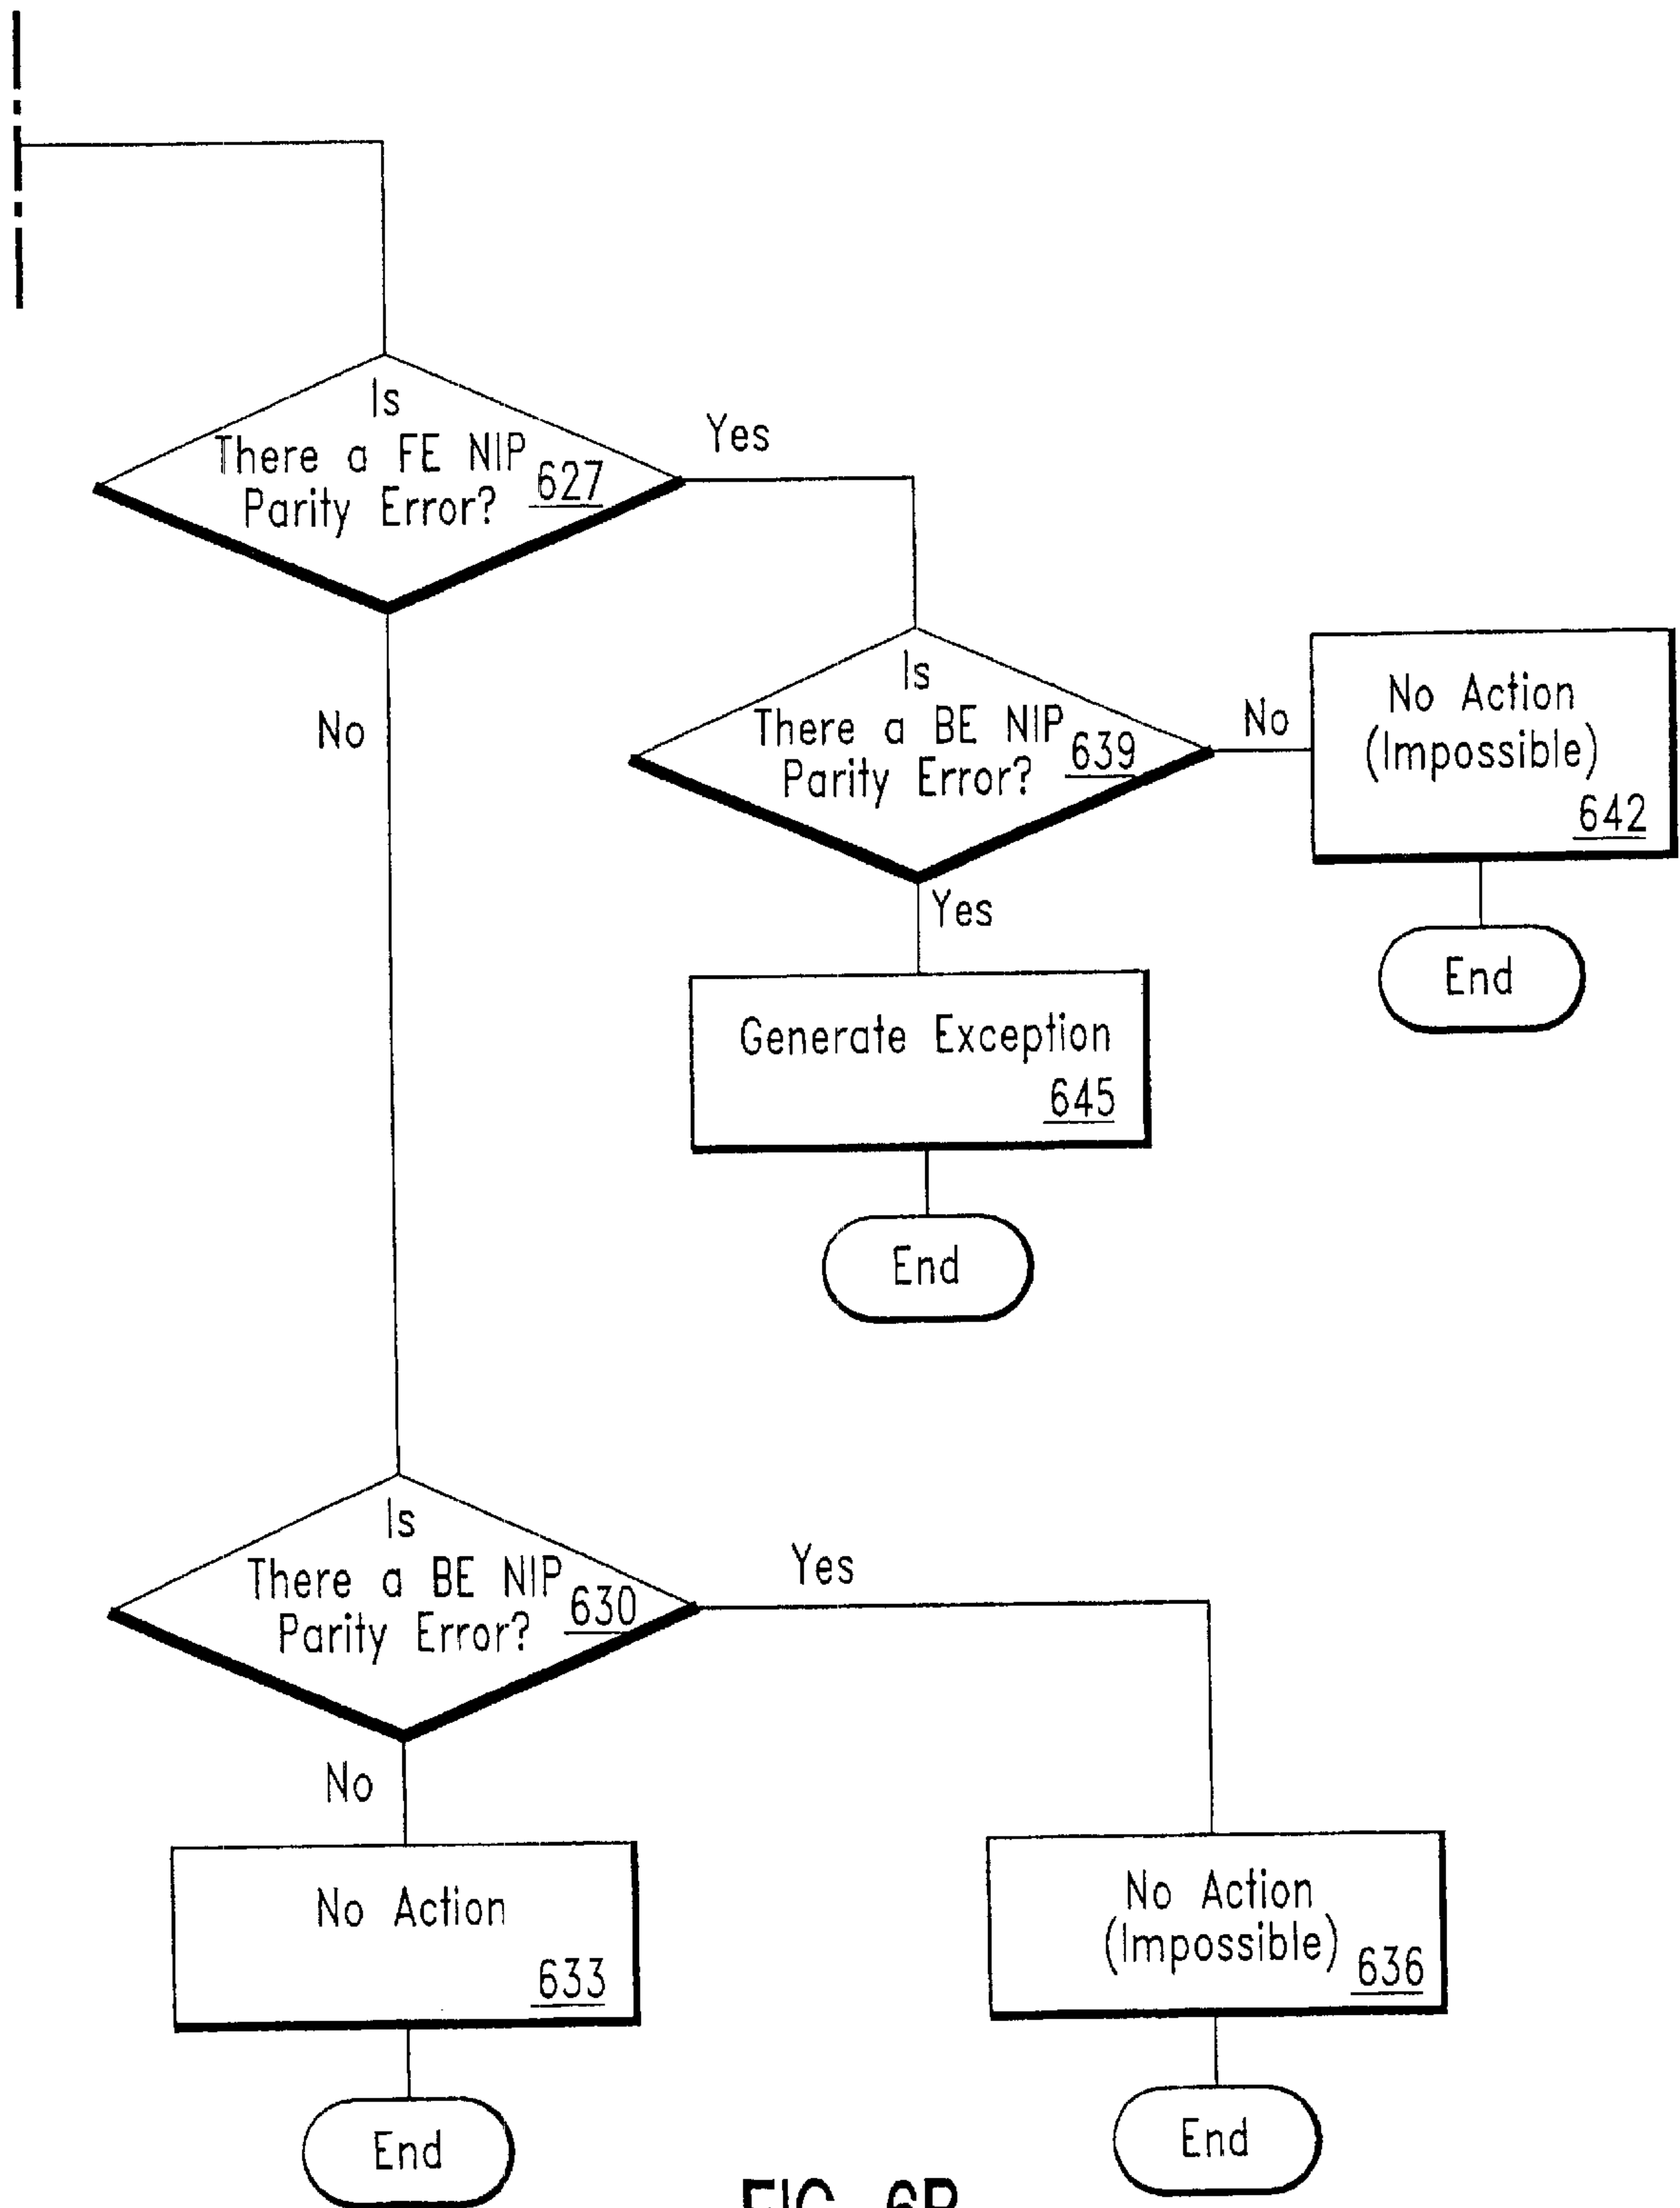 Is
There a FE NIP
Parity Error? 627
Yes
No
Is
There a BE NIP
Parity Error? 639
No
No Action
(Impossible)
642
Yes
End
Generate Exception
645
End
Is
There a BE NIP
Parity Error? 630
Yes
No
No Action
633
No Action
(Impossible)
636
End
End
FIG. 6B